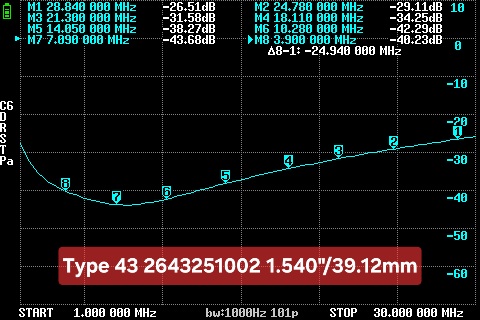 M1 28.840 000 MHz -26.51dB M2 24.780 000 MHz -29.11dB 10
M3 21.300 000 MHz -31.58dB M4 18.110 000 MHz -34.25dB
M5 14.050 000 MHz -38.27dB M6 10.280 000 MHz -42.29dB
M7 7.090 000 MHz -43.68dB M8 3.900 000 MHz -40.23dB 0
Δ8-1: -24.940 000 MHz
-10
C6
D
R
S
T
Pa
-20
1
2
-30
3
4
5
6
7
8
-40
-50
Type 43 2643251002 1.540"/39.12mm
-60
START 1.000 000 MHz bw:1000Hz 101p STOP 30.000 000 MHz